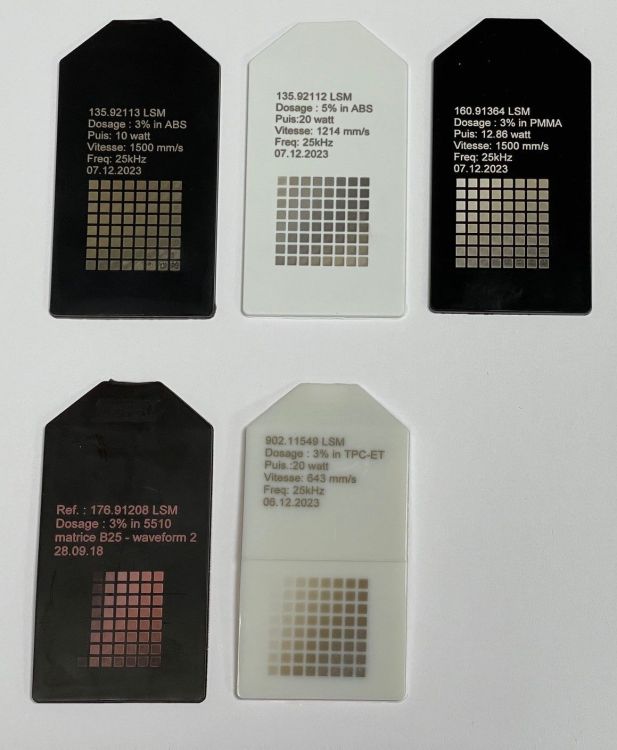 135.92113 LSM
Dosage : 3% in ABS
Puis: 10 watt
Vitesse: 1500 mm/s
Freq: 25kHz
07.12.2023
135.92112 LSM
Dosage : 5% in ABS
Puis:20 watt
Vitesse: 1214 mm/s
Freq: 25kHz
07.12.2023
160.91364 LSM
Dosage : 3% in PMMA
Puis: 12.86 watt
Vitesse: 1500 mm/s
Freq: 25kHz
07.12.2023
Ref. : 176.91208 LSM
Dosage : 3% in 5510
matrice B25 - waveform 2
28.09.18
902.11549 LSM
Dosage : 3% in TPC-ET
Puis.:20 watt
Vitesse: 643 mm/s
Freq: 25kHz
06.12.2023